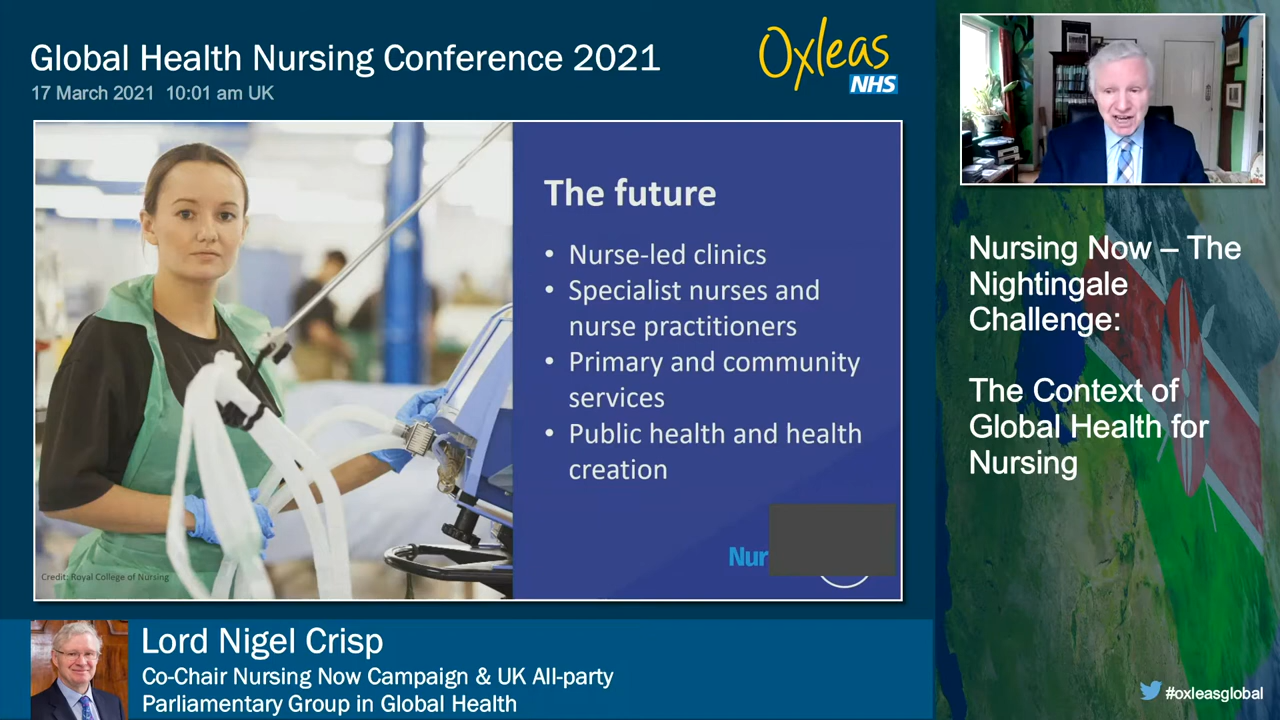 Global Health Nursing Conference 2021
17 March 2021 10:01 am UK
Oxleas
NHS
The future
• Nurse-led clinics
• Specialist nurses and
nurse practitioners
• Primary and community
services
• Public health and health
creation
Nur
Credit: Royal College of Nursing
Nursing Now – The
Nightingale
Challenge:
The Context of
Global Health for
Nursing
Lord Nigel Crisp
Co-Chair Nursing Now Campaign & UK All-party
Parliamentary Group in Global Health
#oxleasglobal